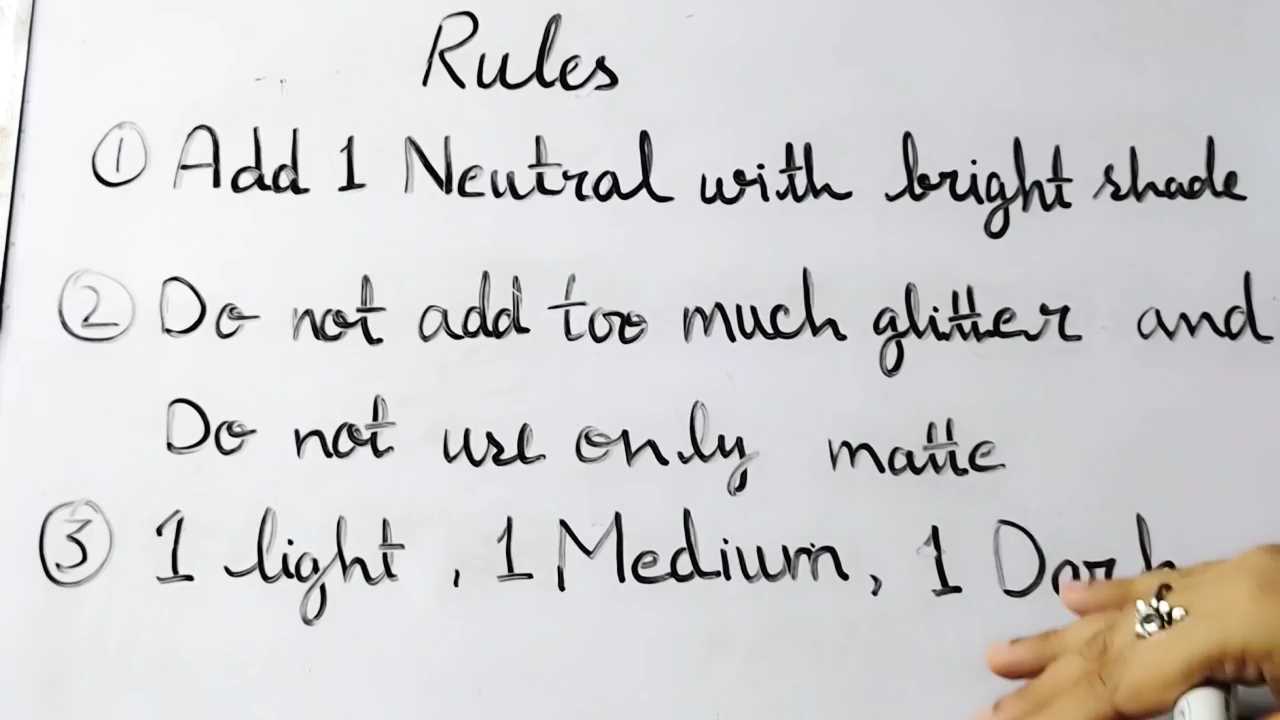 Rules
① Add 1 Neutral with bright shade
② Do not add too much glitter and
Do not use only matte
③ 1 light, 1 Medium, 1 Dark